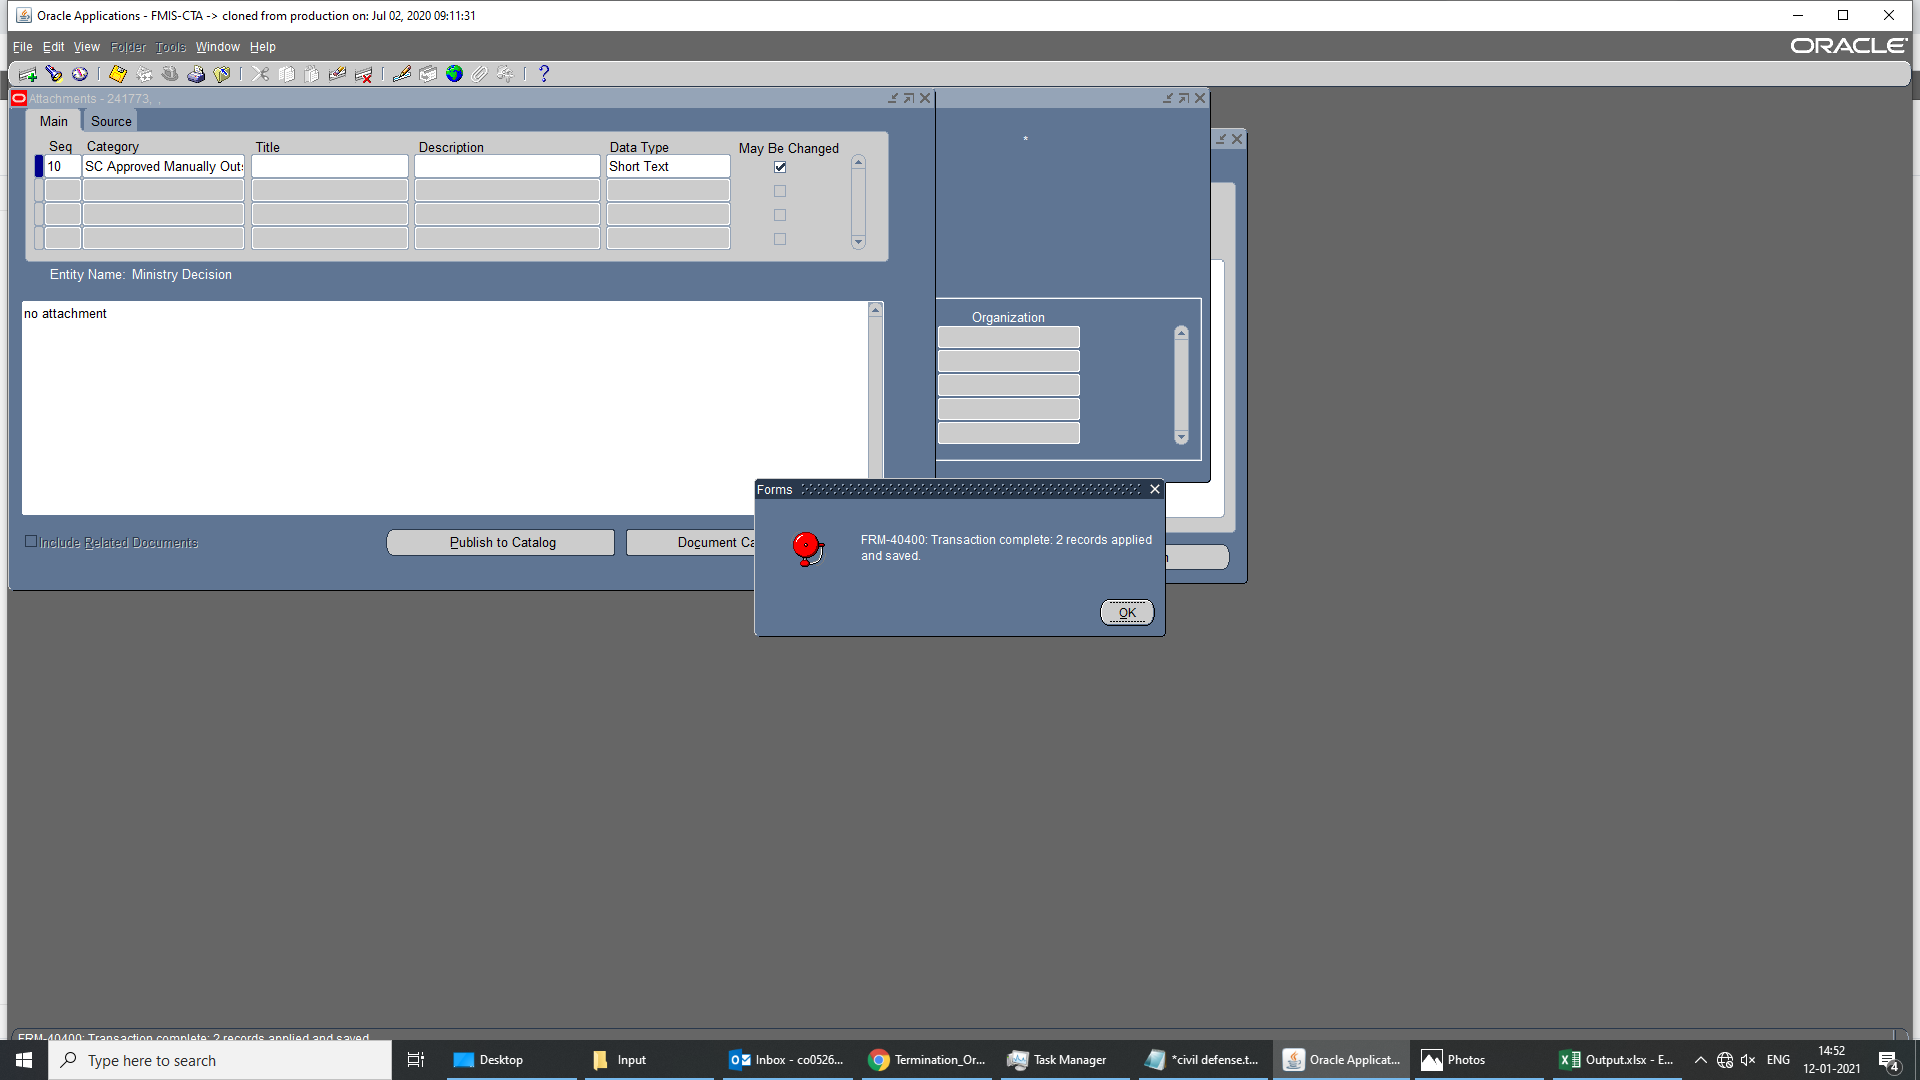 Oracle Applications - FMIS-CTA -> cloned from production on: Jul 02, 2020 09:11:31
File Edit View Folder Tools Window Help
ORACLE
Attachments - 241773, ,
Main Source
Seq Category Title Description Data Type May Be Changed
10 SC Approved Manually Outs Short Text
Entity Name: Ministry Decision
no attachment
*
Organization
Include Related Documents
Publish to Catalog
Document Ca
Forms
FRM-40400: Transaction complete: 2 records applied
and saved.
OK
FRM-40400: Transaction complete: 2 records applied and saved.
Type here to search
Desktop
Input
Inbox - co0526...
Termination_Or...
Task Manager
*civil defense.t...
Oracle Applicat...
Photos
Output.xlsx - E...
ENG
14:52
12-01-2021
4